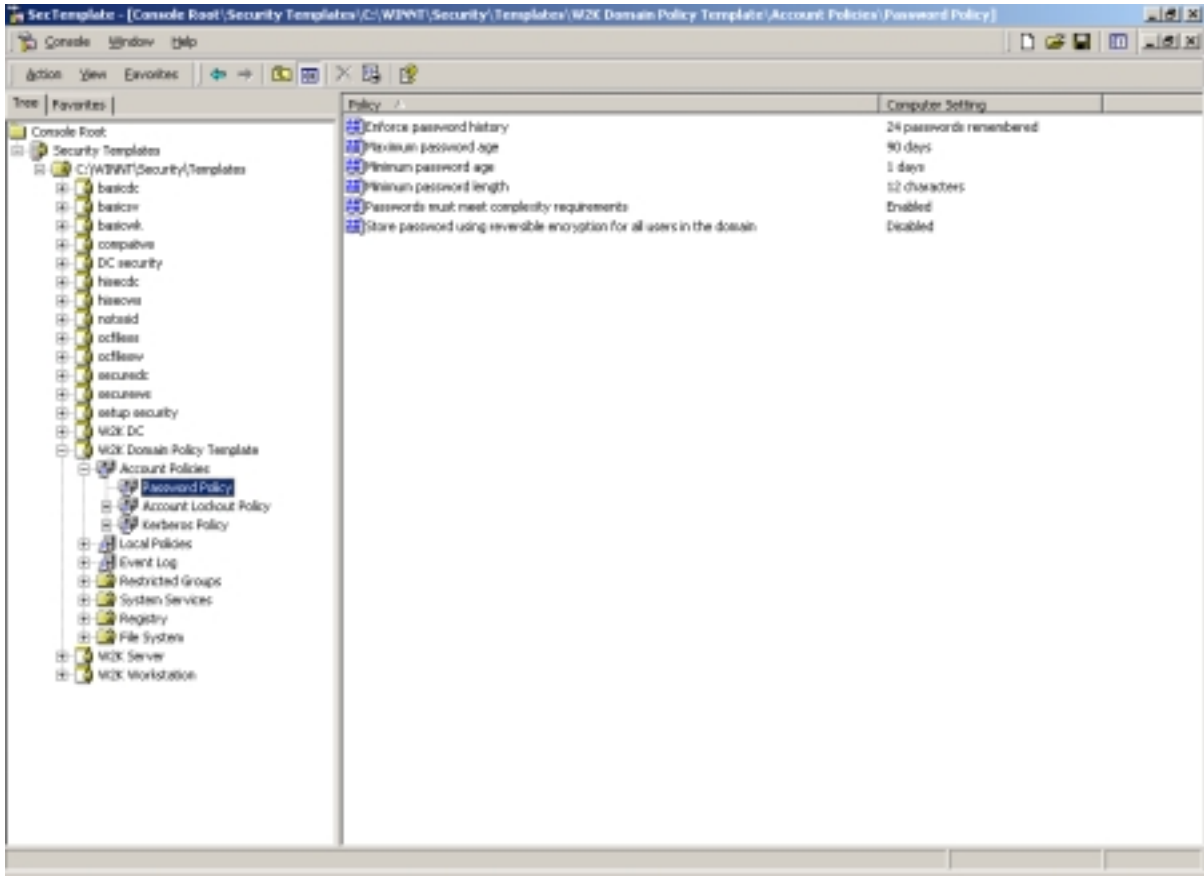 SecTemplate - [Console Root\Security Templates\C:\WINNT\Security\Templates\W2K Domain Policy Template\Account Policies\Password Policy]
Console Window Help
Action View Favorites
Tree Favorites
Policy Computer Setting
Console Root
Security Templates
C:\WINNT\Security\Templates
basicdc
basicsv
basicwk
compatws
DC security
hisecdc
hisecws
notssid
ocfiless
ocfilesw
securedc
securews
setup security
W2K DC
W2K Domain Policy Template
Account Policies
Password Policy
Account Lockout Policy
Kerberos Policy
Local Policies
Event Log
Restricted Groups
System Services
Registry
File System
W2K Server
W2K Workstation
Enforce password history 24 passwords remembered
Maximum password age 90 days
Minimum password age 1 days
Minimum password length 12 characters
Passwords must meet complexity requirements Enabled
Store password using reversible encryption for all users in the domain Disabled